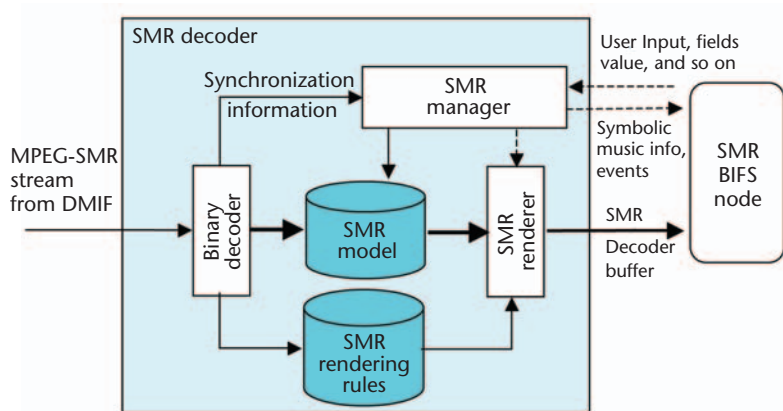 SMR decoder
Synchronization
information
SMR
manager
User Input, fields
value, and so on
Symbolic
music info,
events
SMR
BIFS
node
MPEG-SMR
stream
from DMIF
Binary
decoder
SMR
model
SMR
renderer
SMR
Decoder
buffer
SMR
rendering
rules